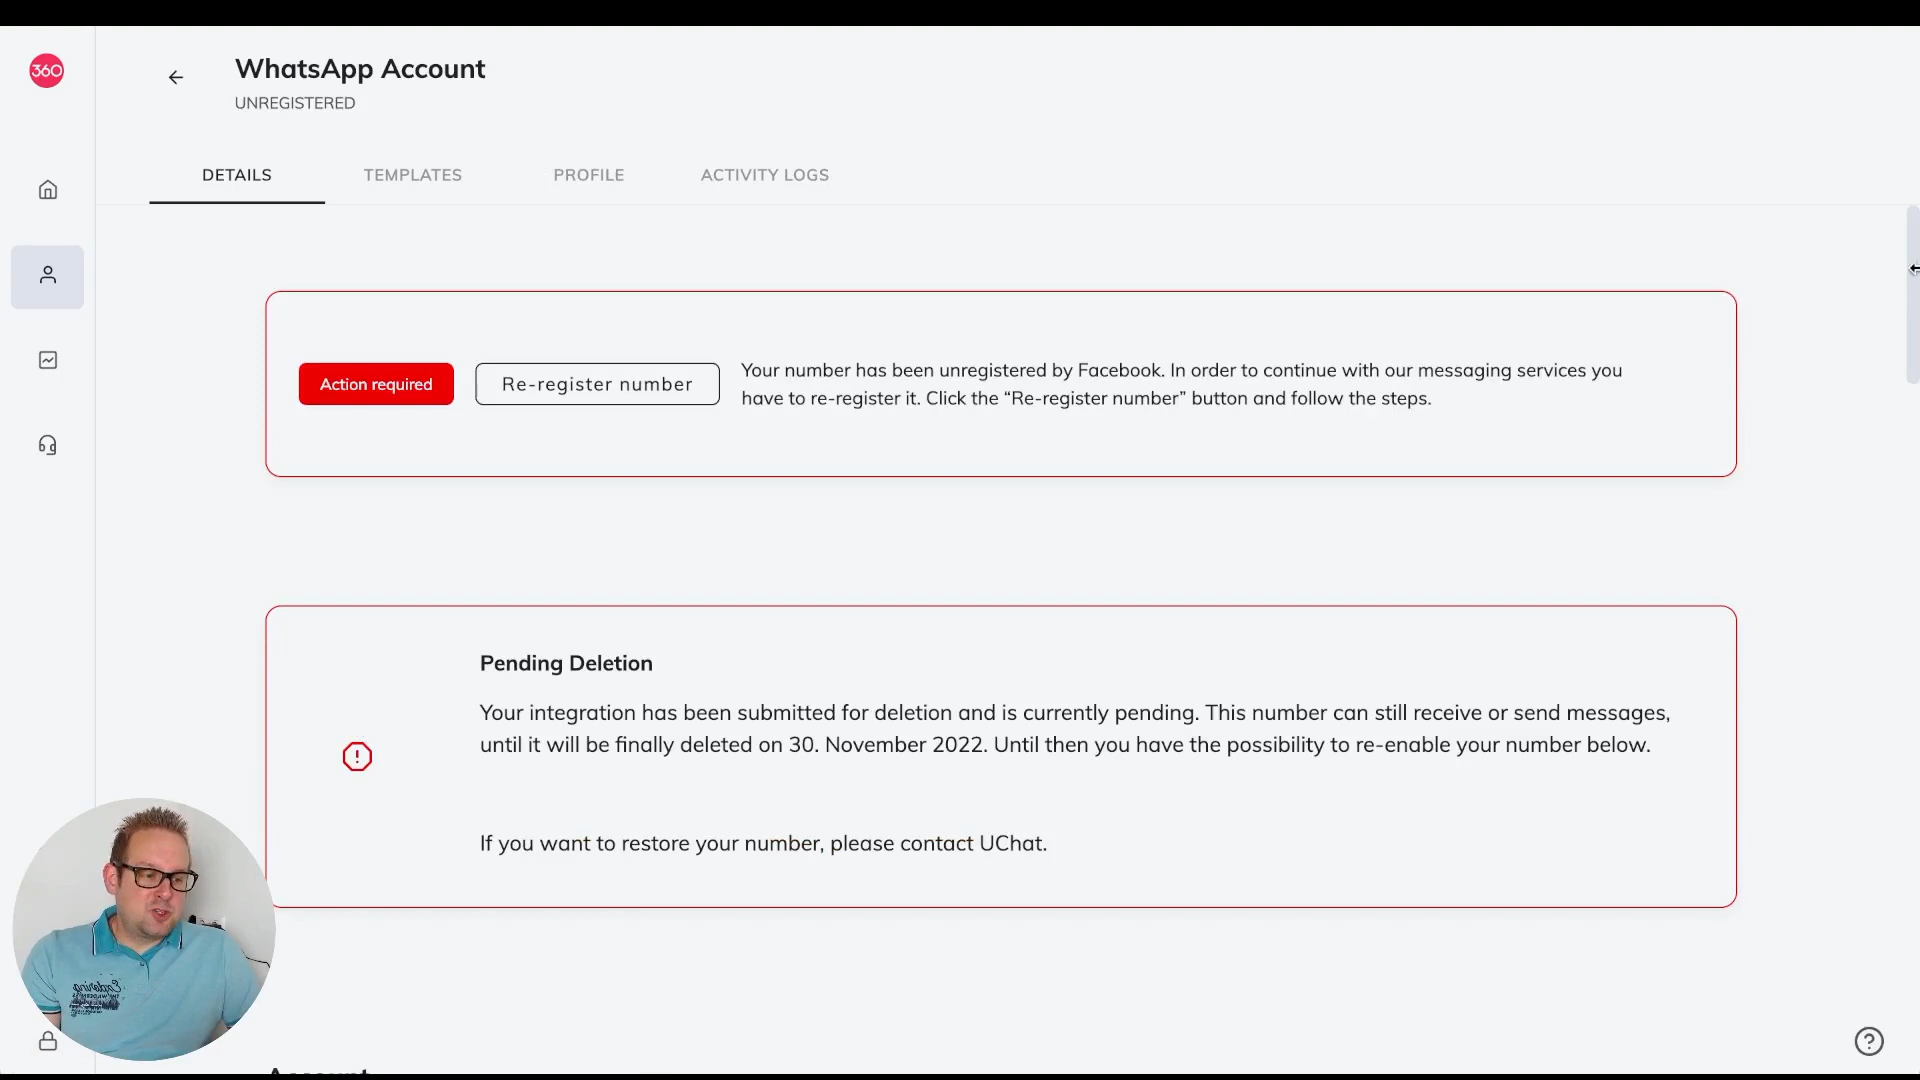 360
WhatsApp Account
UNREGISTERED
DETAILS
TEMPLATES
PROFILE
ACTIVITY LOGS
Action required
Re-register number
Your number has been unregistered by Facebook. In order to continue with our messaging services you
have to re-register it. Click the “Re-register number” button and follow the steps.
Pending Deletion
Your integration has been submitted for deletion and is currently pending. This number can still receive or send messages,
until it will be finally deleted on 30. November 2022. Until then you have the possibility to re-enable your number below.
If you want to restore your number, please contact UChat.
Exploring